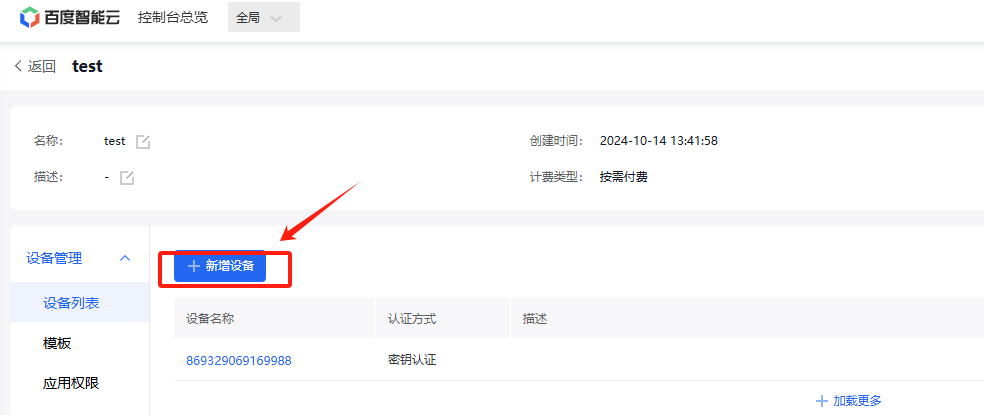 百度智能云 控制台总览 全局
返回 test
名称： test 创建时间： 2024-10-14 13:41:58
描述： - 计费类型： 按需付费
设备管理
设备列表
模板
应用权限
新增设备
设备名称 认证方式 描述
869329069169988 密钥认证
加载更多